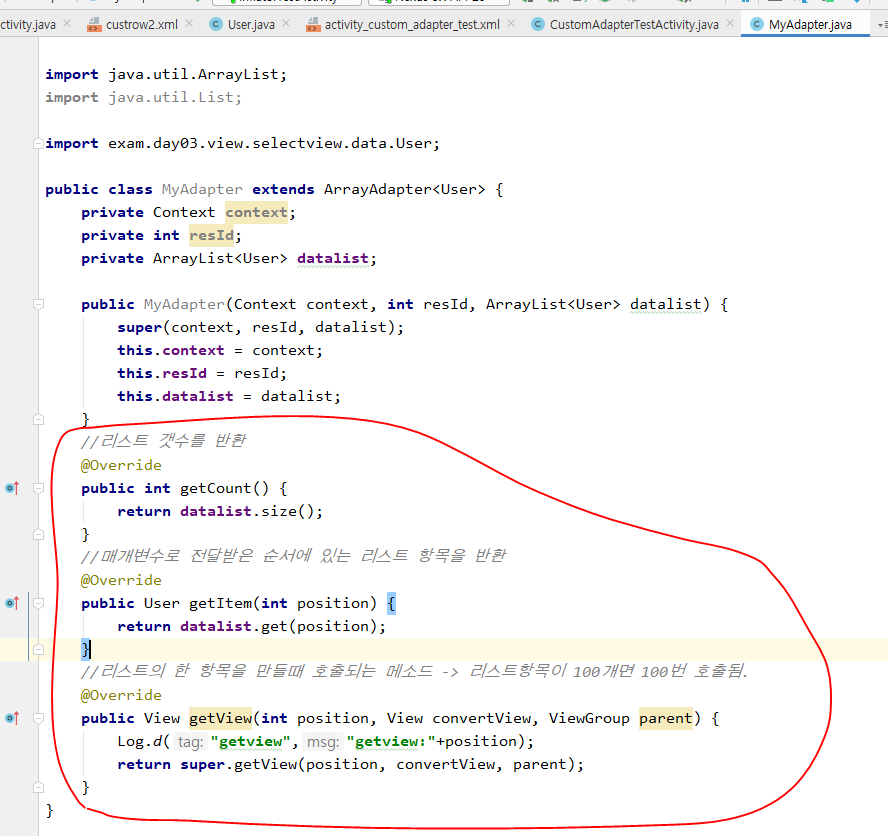 ctivity.java custrow2.xml User.java activity_custom_adapter_test.xml CustomAdapterTestActivity.java MyAdapter.java
import java.util.ArrayList;
import java.util.List;
import exam.day03.view.selectview.data.User;
public class MyAdapter extends ArrayAdapter<User> {
private Context context;
private int resId;
private ArrayList<User> datalist;
public MyAdapter(Context context, int resId, ArrayList<User> datalist) {
super(context, resId, datalist);
this.context = context;
this.resId = resId;
this.datalist = datalist;
}
//리스트 갯수를 반환
@Override
public int getCount() {
return datalist.size();
}
//매개변수로 전달받은 순서에 있는 리스트 항목을 반환
@Override
public User getItem(int position) {
return datalist.get(position);
}
//리스트의 한 항목을 만들때 호출되는 메소드 -> 리스트항목이 100개면 100번 호출됨.
@Override
public View getView(int position, View convertView, ViewGroup parent) {
Log.d( tag: "getview", msg: "getview:"+position);
return super.getView(position, convertView, parent);
}
}